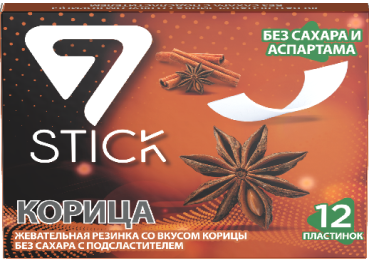 БЕЗ САХАРА И
АСПАРТАМА
7
STICK
КОРИЦА
ЖЕВАТЕЛЬНАЯ РЕЗИНКА СО ВКУСОМ КОРИЦЫ
БЕЗ САХАРА С ПОДСЛАСТИТЕЛЕМ
12
ПЛАСТИНОК